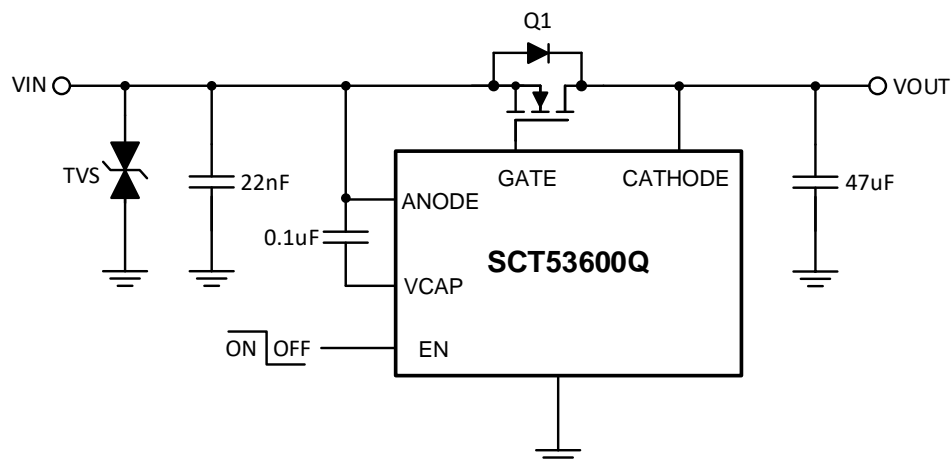 Q1
VIN
VOUT
TVS
22nF
GATE
CATHODE
47uF
ANODE
0.1uF
SCT53600Q
VCAP
ON OFF
EN